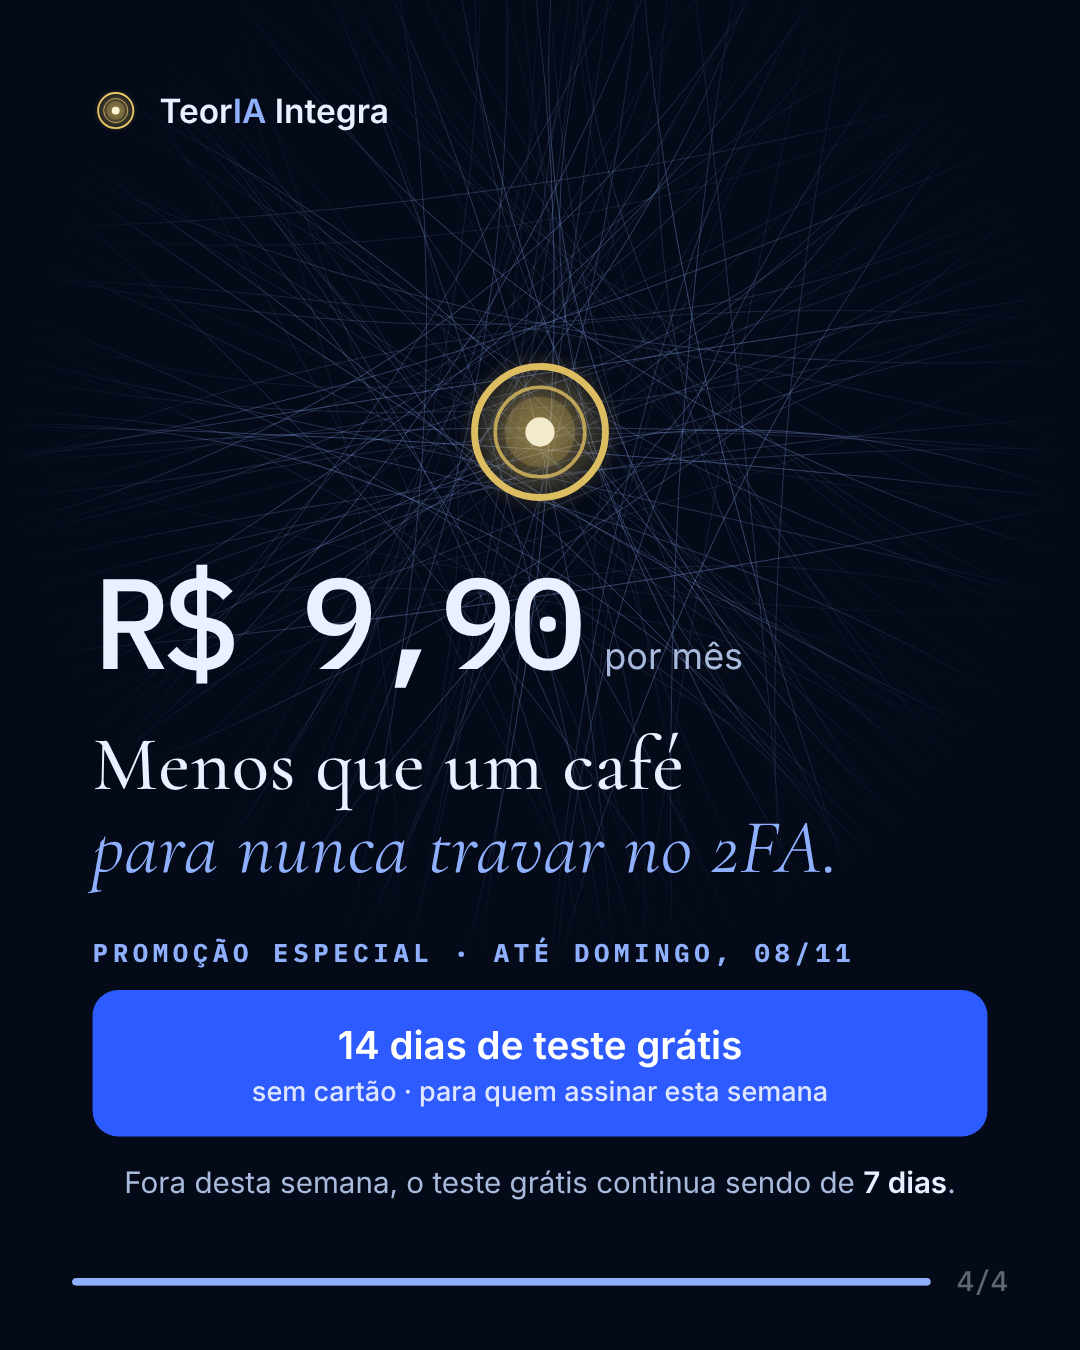 TeorIA Integra
R$ 9,90 por mês
Menos que um café
para nunca travar no 2FA.
PROMOÇÃO ESPECIAL · ATÉ DOMINGO, 08/11
14 dias de teste grátis
sem cartão · para quem assinar esta semana
Fora desta semana, o teste grátis continua sendo de 7 dias.
4/4